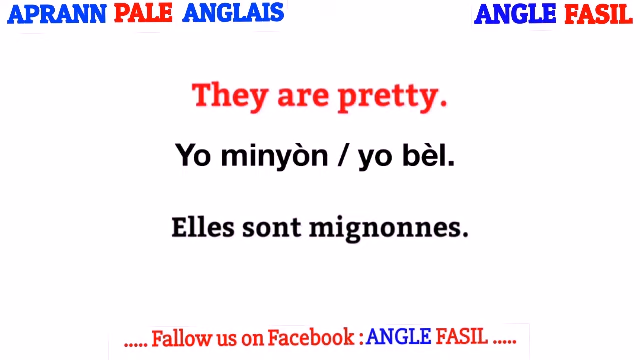 APRANN PALE ANGLAIS
ANGLE FASIL
They are pretty.
Yo minyòn / yo bèl.
Elles sont mignonnes.
..... Fallow us on Facebook : ANGLE FASIL .....